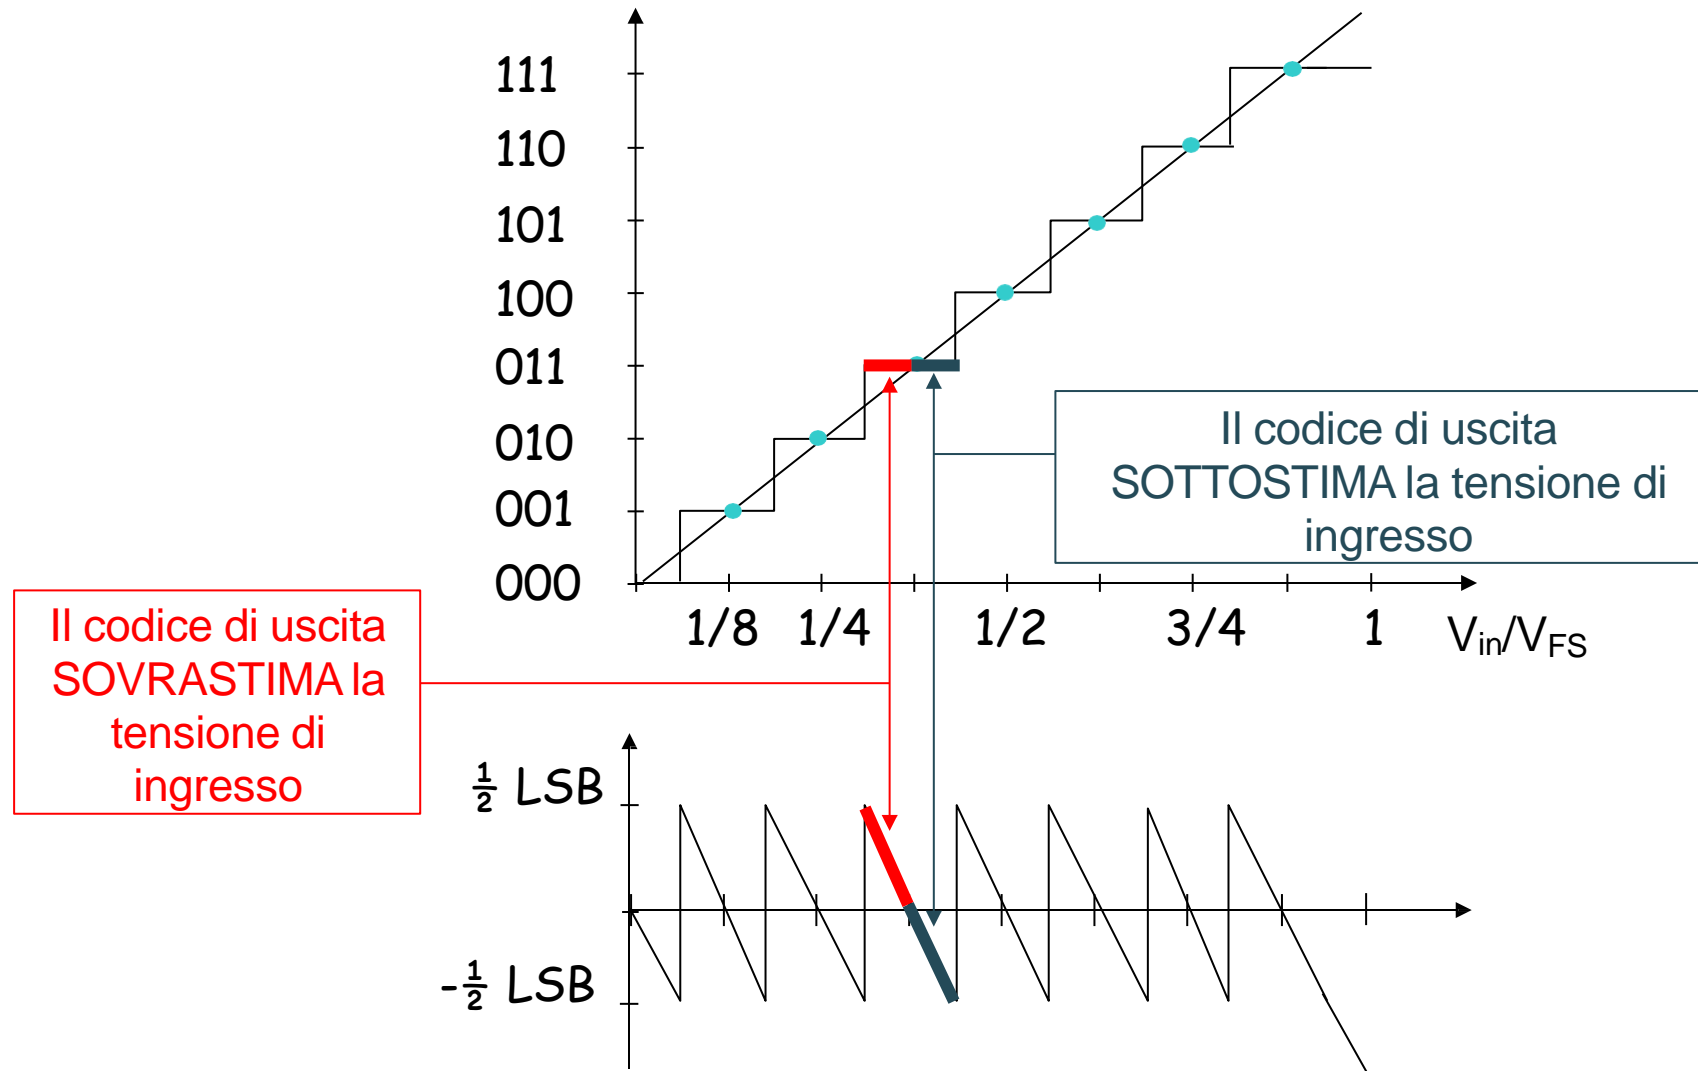 111
110
101
100
011
010
001
000
1/8 1/4 1/2 3/4 1 Vin/VFS
Il codice di uscita
SOTTOSTIMA la tensione di
ingresso
Il codice di uscita
SOVRASTIMA la
tensione di
ingresso
½ LSB
-½ LSB